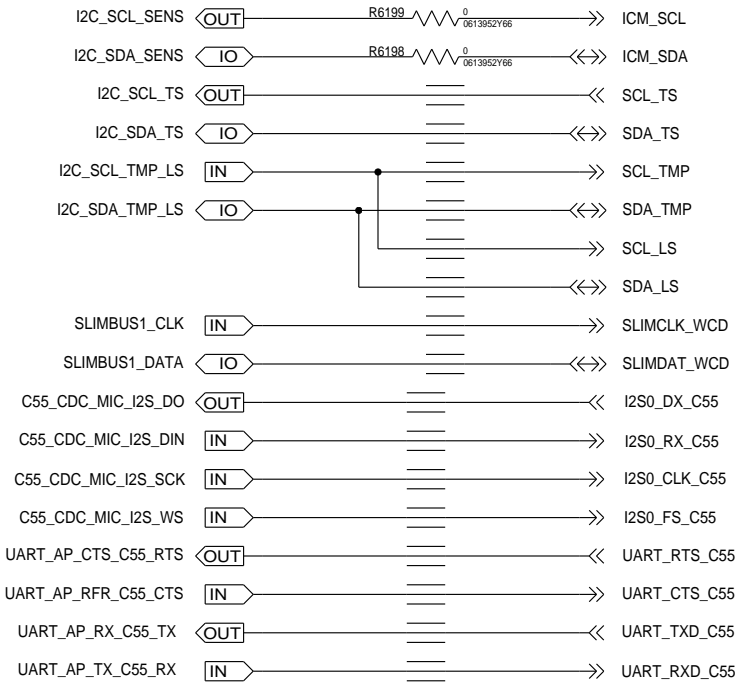 I2C_SCL_SENS OUT R6199 0 0613952Y66 ICM_SCL
I2C_SDA_SENS IO R6198 0 0613952Y66 ICM_SDA
I2C_SCL_TS OUT SCL_TS
I2C_SDA_TS IO SDA_TS
I2C_SCL_TMP_LS IN SCL_TMP
I2C_SDA_TMP_LS IO SDA_TMP
SCL_LS
SDA_LS
SLIMBUS1_CLK IN SLIMCLK_WCD
SLIMBUS1_DATA IO SLIMDAT_WCD
C55_CDC_MIC_I2S_DO OUT I2S0_DX_C55
C55_CDC_MIC_I2S_DIN IN I2S0_RX_C55
C55_CDC_MIC_I2S_SCK IN I2S0_CLK_C55
C55_CDC_MIC_I2S_WS IN I2S0_FS_C55
UART_AP_CTS_C55_RTS OUT UART_RTS_C55
UART_AP_RFR_C55_CTS IN UART_CTS_C55
UART_AP_RX_C55_TX OUT UART_TXD_C55
UART_AP_TX_C55_RX IN UART_RXD_C55